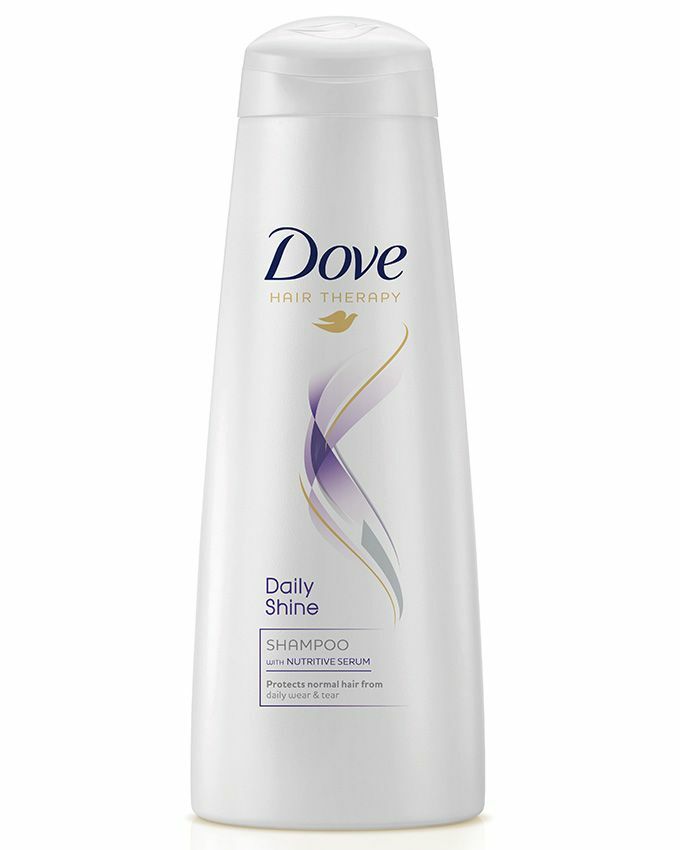 Dove
HAIR THERAPY
Daily
Shine
SHAMPOO
WITH NUTRITIVE SERUM
Protects normal hair from
daily wear & tear